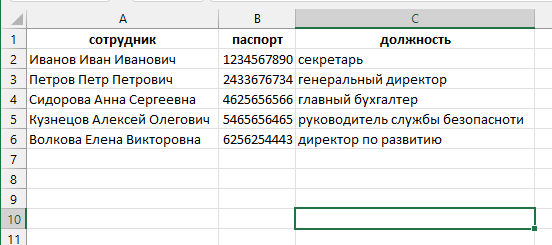 A B C
1 сотрудник паспорт должность
2 Иванов Иван Иванович 1234567890 секретарь
3 Петров Петр Петрович 2433676734 генеральный директор
4 Сидорова Анна Сергеевна 4625656566 главный бухгалтер
5 Кузнецов Алексей Олегович 5465656465 руководитель службы безопасноти
6 Волкова Елена Викторовна 6256254443 директор по развитию
7
8
9
10
11